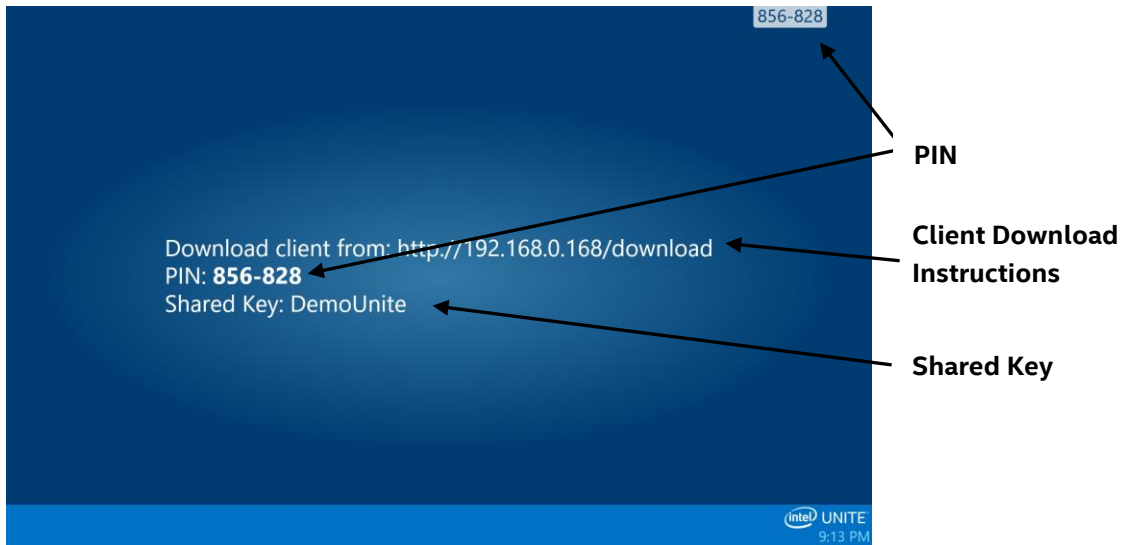 856-828
PIN
Client Download
Instructions
Download client from: http://192.168.0.168/download
PIN: 856-828
Shared Key: DemoUnite
Shared Key
intel UNITE
9:13 PM